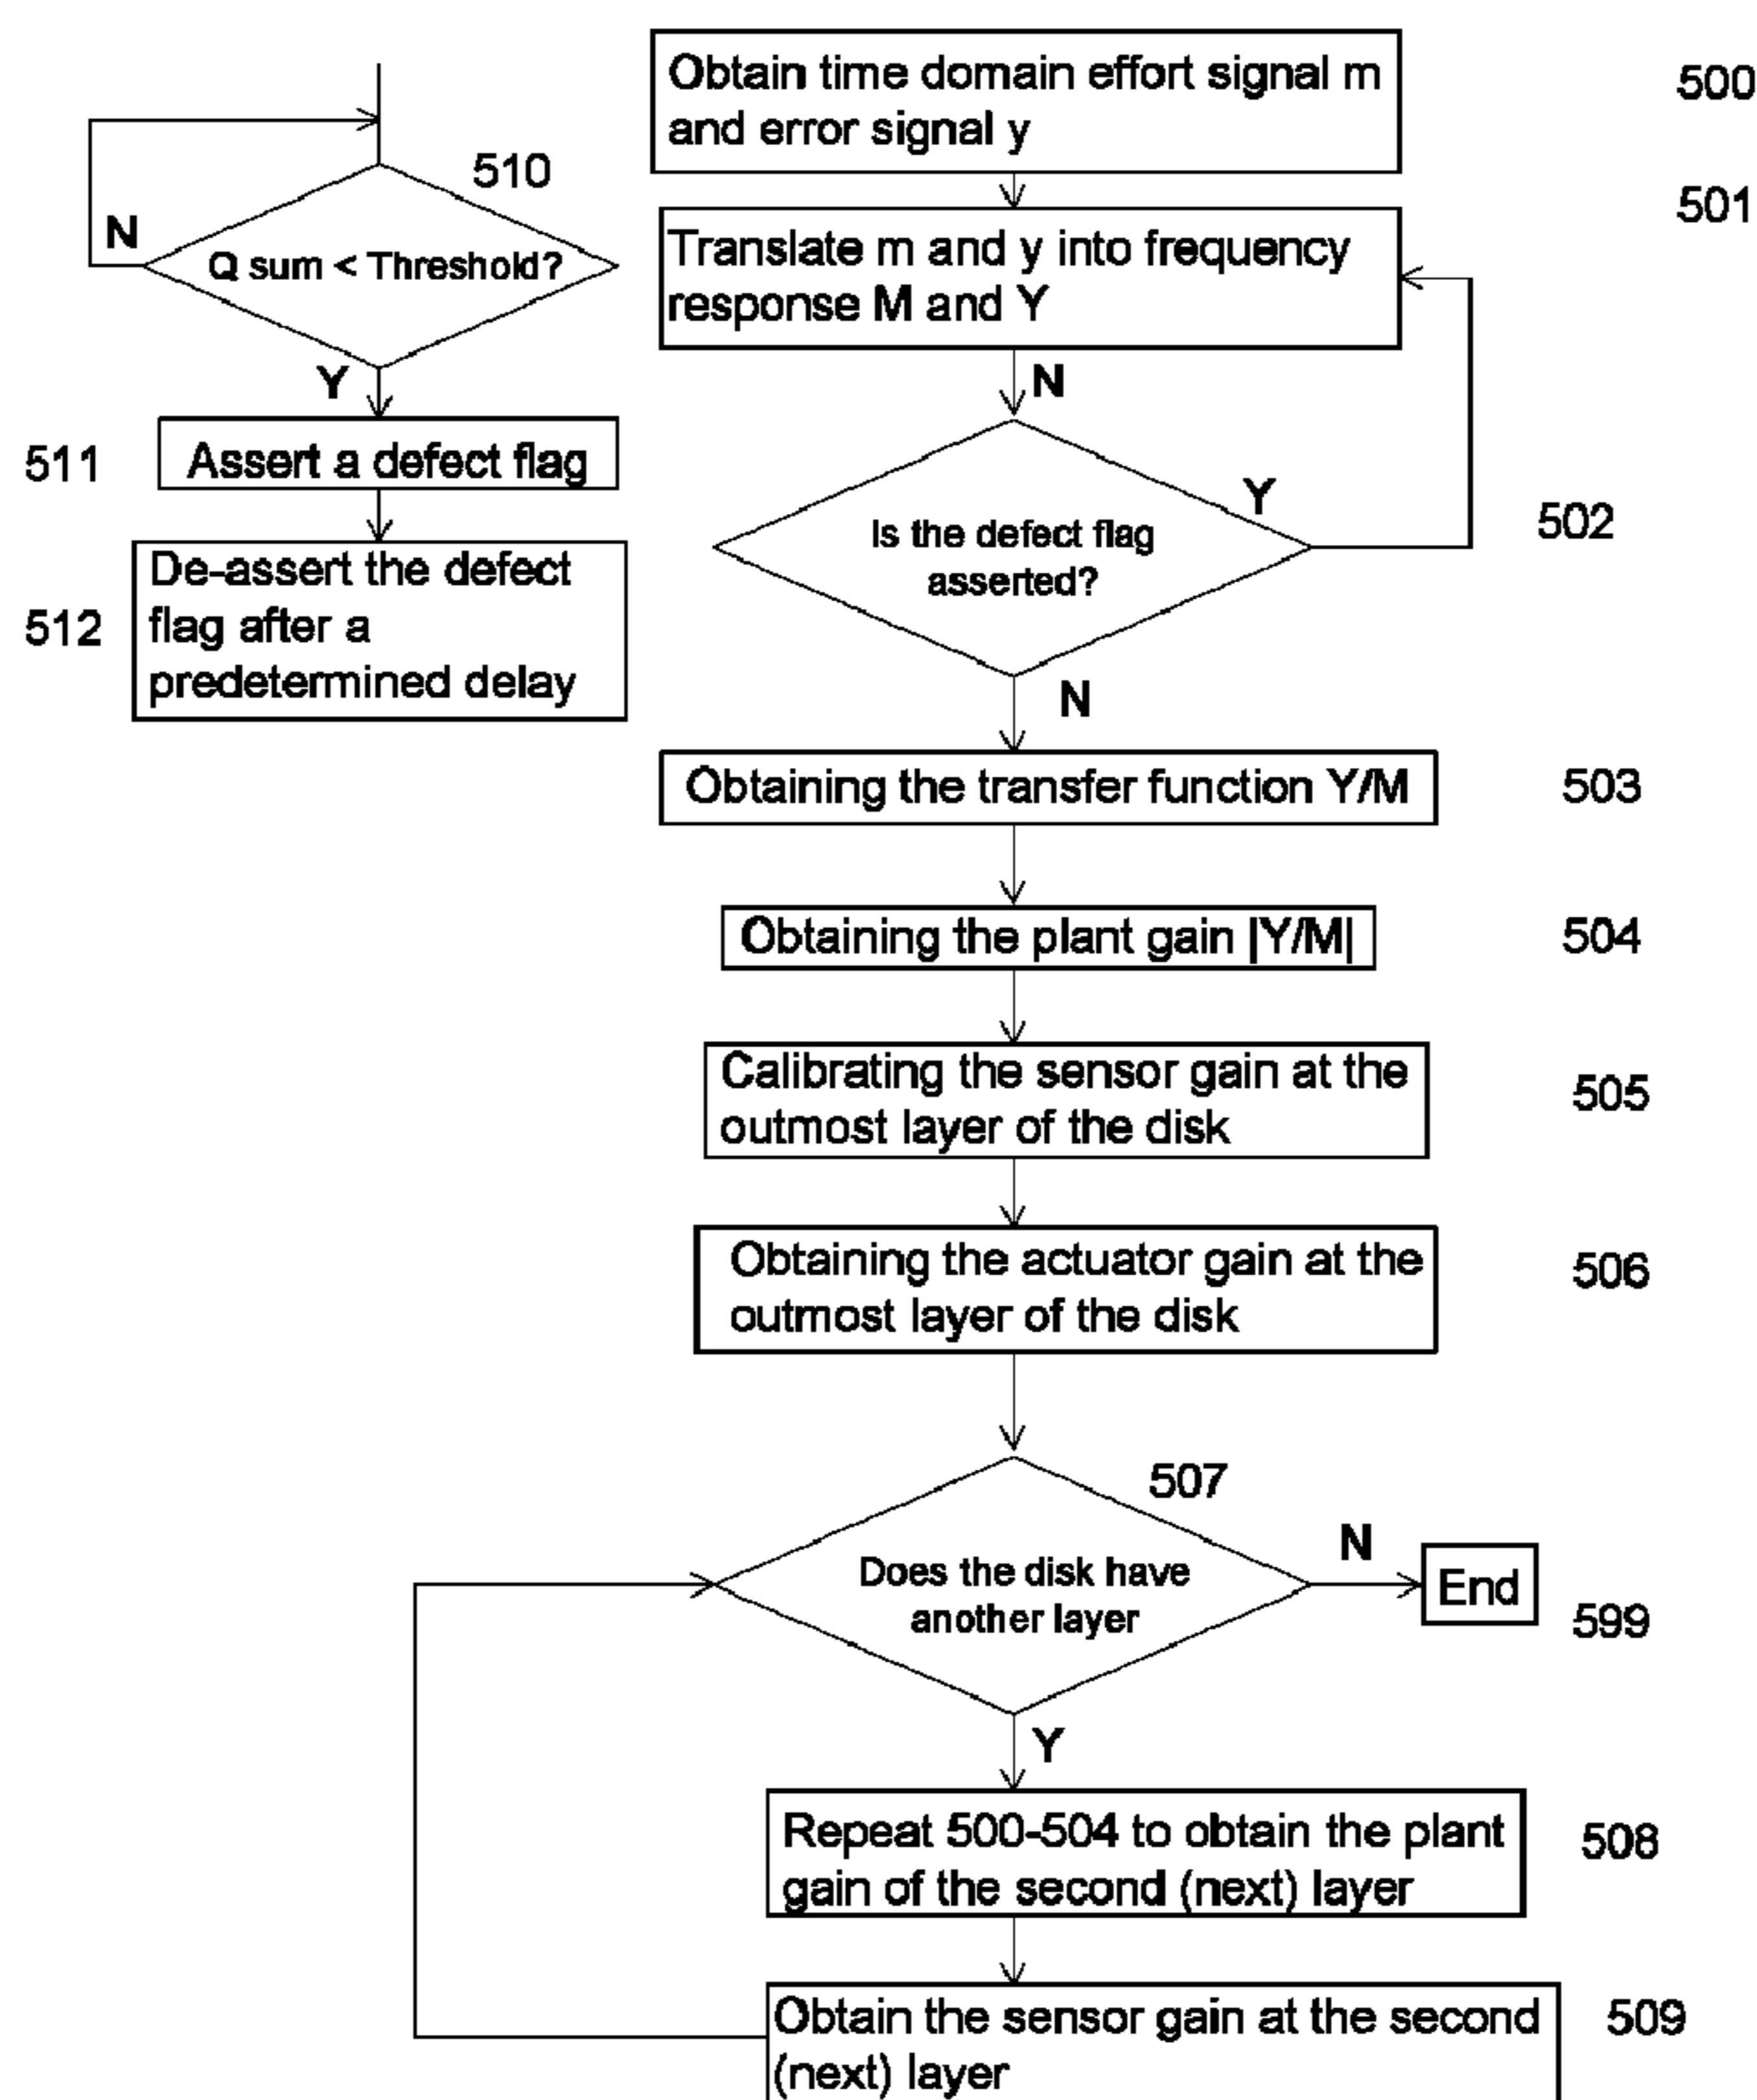 510
N
Q sum < Threshold?
Y
511
Assert a defect flag
512
De-assert the defect
flag after a
predetermined delay
Obtain time domain effort signal m
and error signal y
500
501
Translate m and y into frequency
response M and Y
N
Y
Is the defect flag
asserted?
502
N
Obtaining the transfer function Y/M
503
Obtaining the plant gain |Y/M|
504
Calibrating the sensor gain at the
outmost layer of the disk
505
Obtaining the actuator gain at the
outmost layer of the disk
506
507
Does the disk have
another layer
N
End
599
Y
Repeat 500-504 to obtain the plant
gain of the second (next) layer
508
Obtain the sensor gain at the second
(next) layer
509